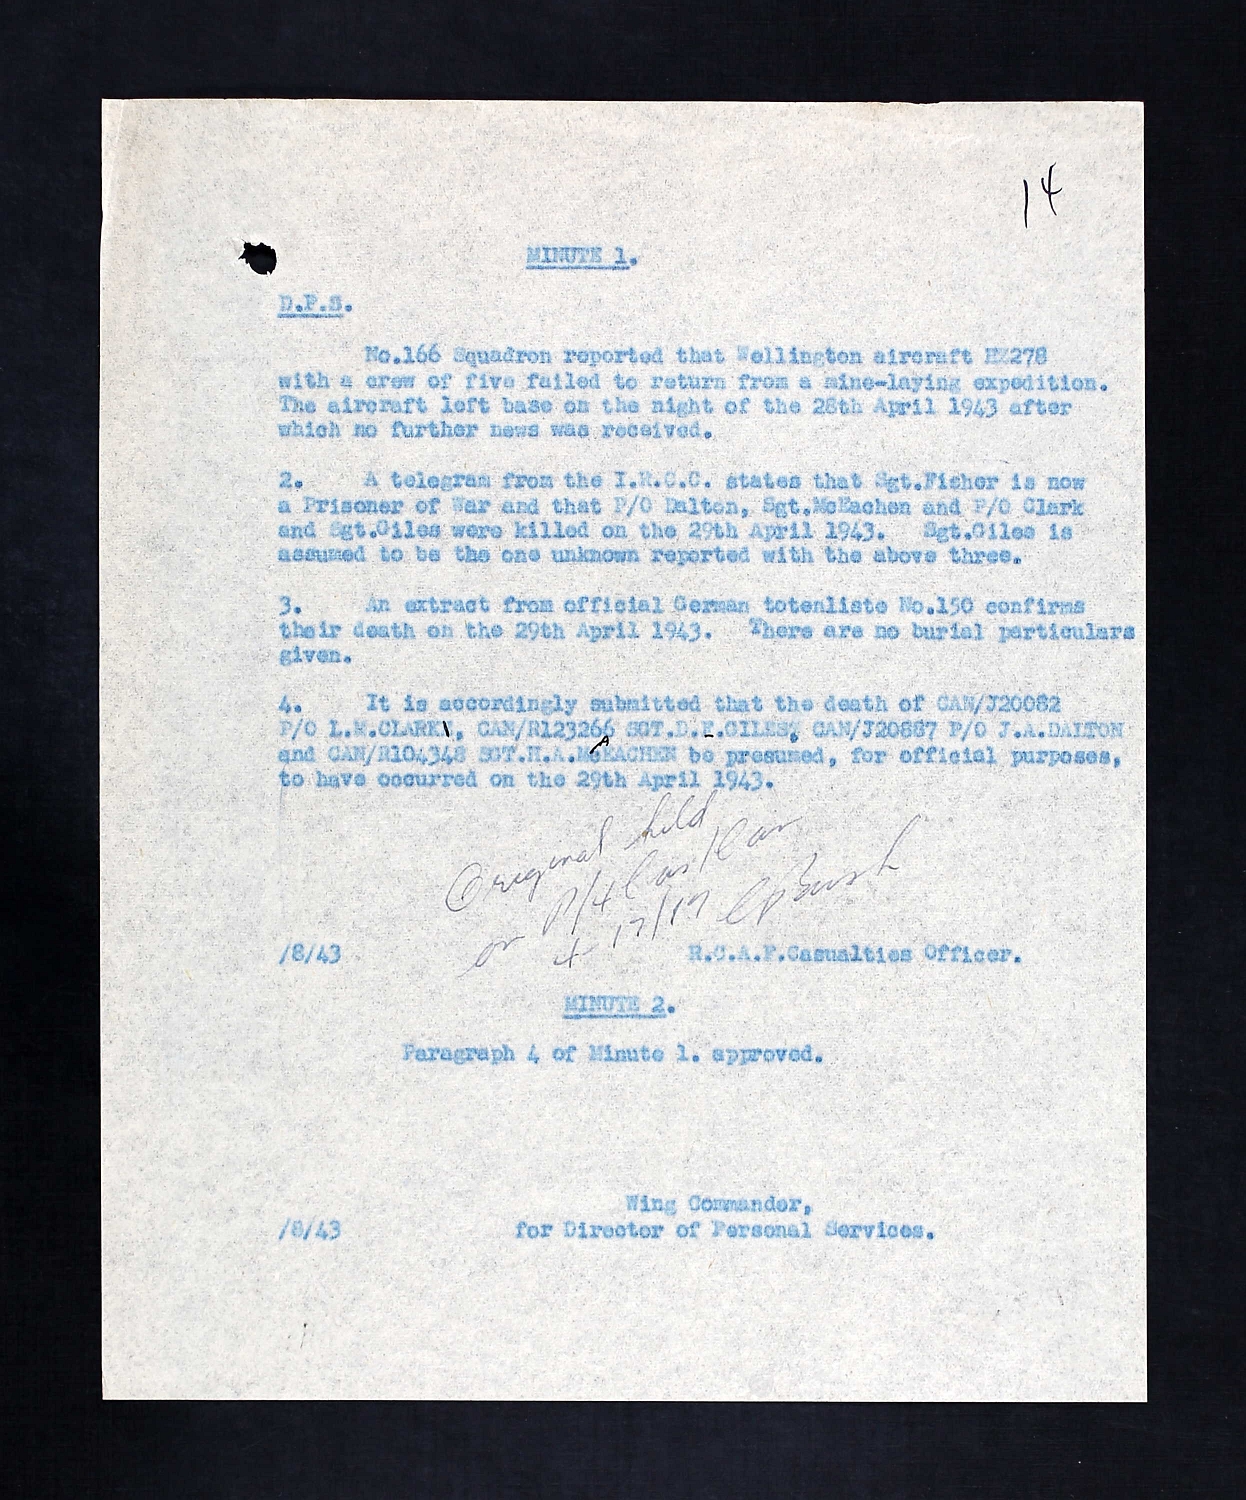 14
MINUTE 1.
D.P.S.
No.166 Squadron reported that Wellington aircraft HZ278
with a crew of five failed to return from a mine-laying expedition.
The aircraft left base on the night of the 28th April 1943 after
which no further news was received.
2. A telegram from the I.R.C.C. states that Sgt.Fisher is now
a Prisoner of War and that P/O Dalton, Sgt.McEachen and P/O Clark
and Sgt.Giles were killed on the 29th April 1943. Sgt.Giles is
assumed to be the one unknown reported with the above three.
3. An extract from official German totenliste No.150 confirms
their death on the 29th April 1943. There are no burial particulars
given.
4. It is accordingly submitted that the death of CAN/J20082
P/O CLARK, CAN/R123266 SGT. GILES, CAN/J20887 P/O J.A.DALTON
and CAN/R104348 SGT.H.A.McEACHEN be presumed, for official purposes,
to have occurred on the 29th April 1943.
Original held
on P/4 Cas/Can
/8/43 R.C.A.F.Casualties Officer.
MINUTE 2.
Paragraph 4 of Minute 1. approved.
Wing Commander,
/8/43 for Director of Personal Services.